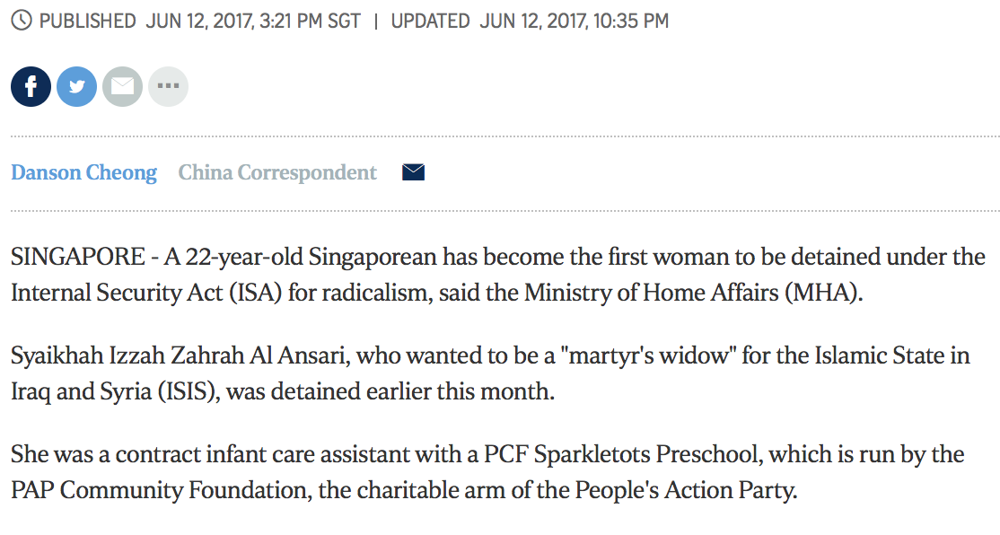 PUBLISHED JUN 12, 2017, 3:21 PM SGT | UPDATED JUN 12, 2017, 10:35 PM
Danson Cheong China Correspondent
SINGAPORE - A 22-year-old Singaporean has become the first woman to be detained under the
Internal Security Act (ISA) for radicalism, said the Ministry of Home Affairs (MHA).
Syaikhah Izzah Zahrah Al Ansari, who wanted to be a "martyr's widow" for the Islamic State in
Iraq and Syria (ISIS), was detained earlier this month.
She was a contract infant care assistant with a PCF Sparkletots Preschool, which is run by the
PAP Community Foundation, the charitable arm of the People's Action Party.